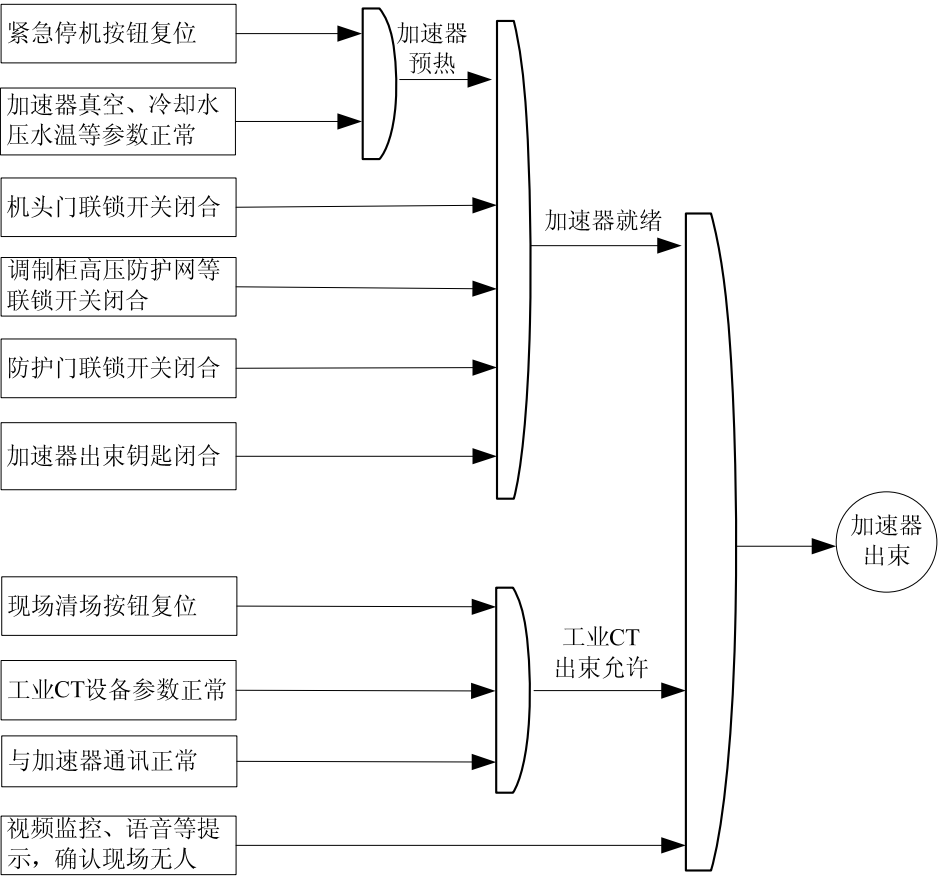 紧急停机按钮复位
加速器
预热
加速器真空、冷却水
压水温等参数正常
机头门联锁开关闭合
加速器就绪
调制柜高压防护网等
联锁开关闭合
防护门联锁开关闭合
加速器出束钥匙闭合
加速器
出束
现场清场按钮复位
工业CT
出束允许
工业CT设备参数正常
与加速器通讯正常
视频监控、语音等提
示，确认现场无人